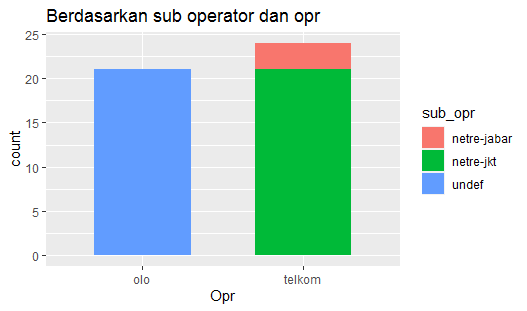 Berdasarkan sub operator dan opr
25
20
15
10
5
0
count
olo
telkom
Opr
sub_opr
netre-jabar
netre-jkt
undef